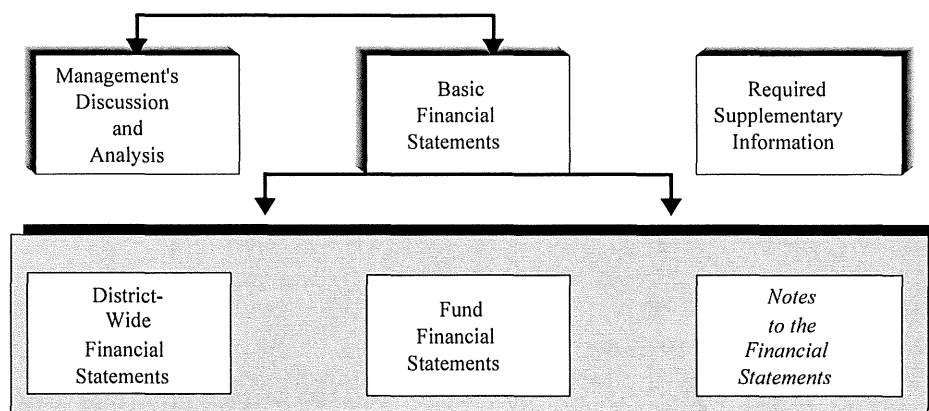 Management's
Discussion
and
Analysis
Basic
Financial
Statements
Required
Supplementary
Information
District-
Wide
Financial
Statements
Fund
Financial
Statements
Notes
to the
Financial
Statements